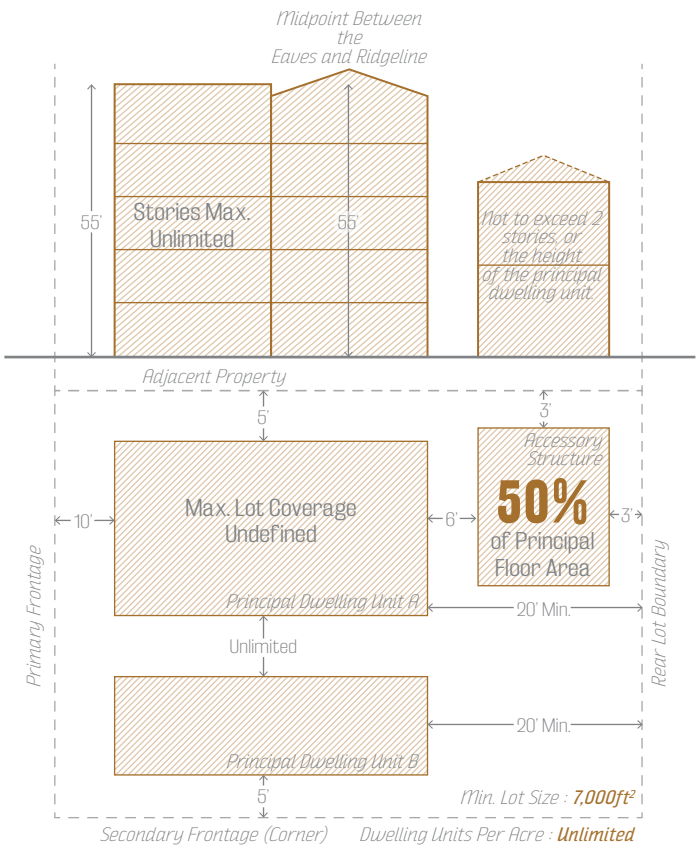 Midpoint Between
the
Eaves and Ridgeline
55'
Stories Max.
Unlimited
55'
Not to exceed 2
stories, or
the height
of the principal
dwelling unit.
Adjacent Property
5'
3'
Accessory
Structure
50%
of Principal
Floor Area
Max. Lot Coverage
Undefined
10'
6'
3'
Principal Dwelling Unit A
20' Min.
Primary Frontage
Rear Lot Boundary
Unlimited
20' Min.
Principal Dwelling Unit B
5'
Min. Lot Size : 7,000ft²
Secondary Frontage (Corner)
Dwelling Units Per Acre : Unlimited